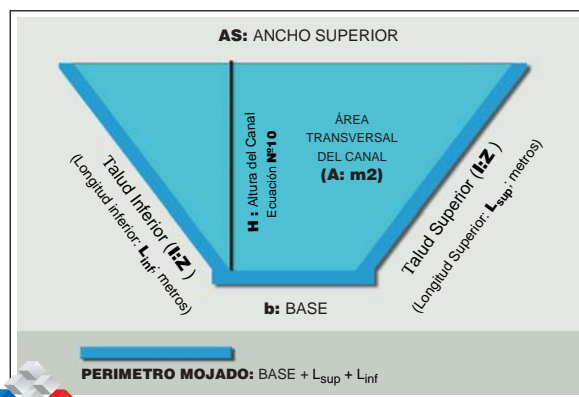 AS: ANCHO SUPERIOR
Talud Inferior (I:Z )
(Longitud inferior: Linf; metros)
H : Altura del Canal
Ecuación Nº10
ÁREA
TRANSVERSAL
DEL CANAL
(A: m2)
Talud Superior (I:Z )
(Longitud Superior: Lsup; metros)
b: BASE
PERIMETRO MOJADO: BASE + Lsup + Linf